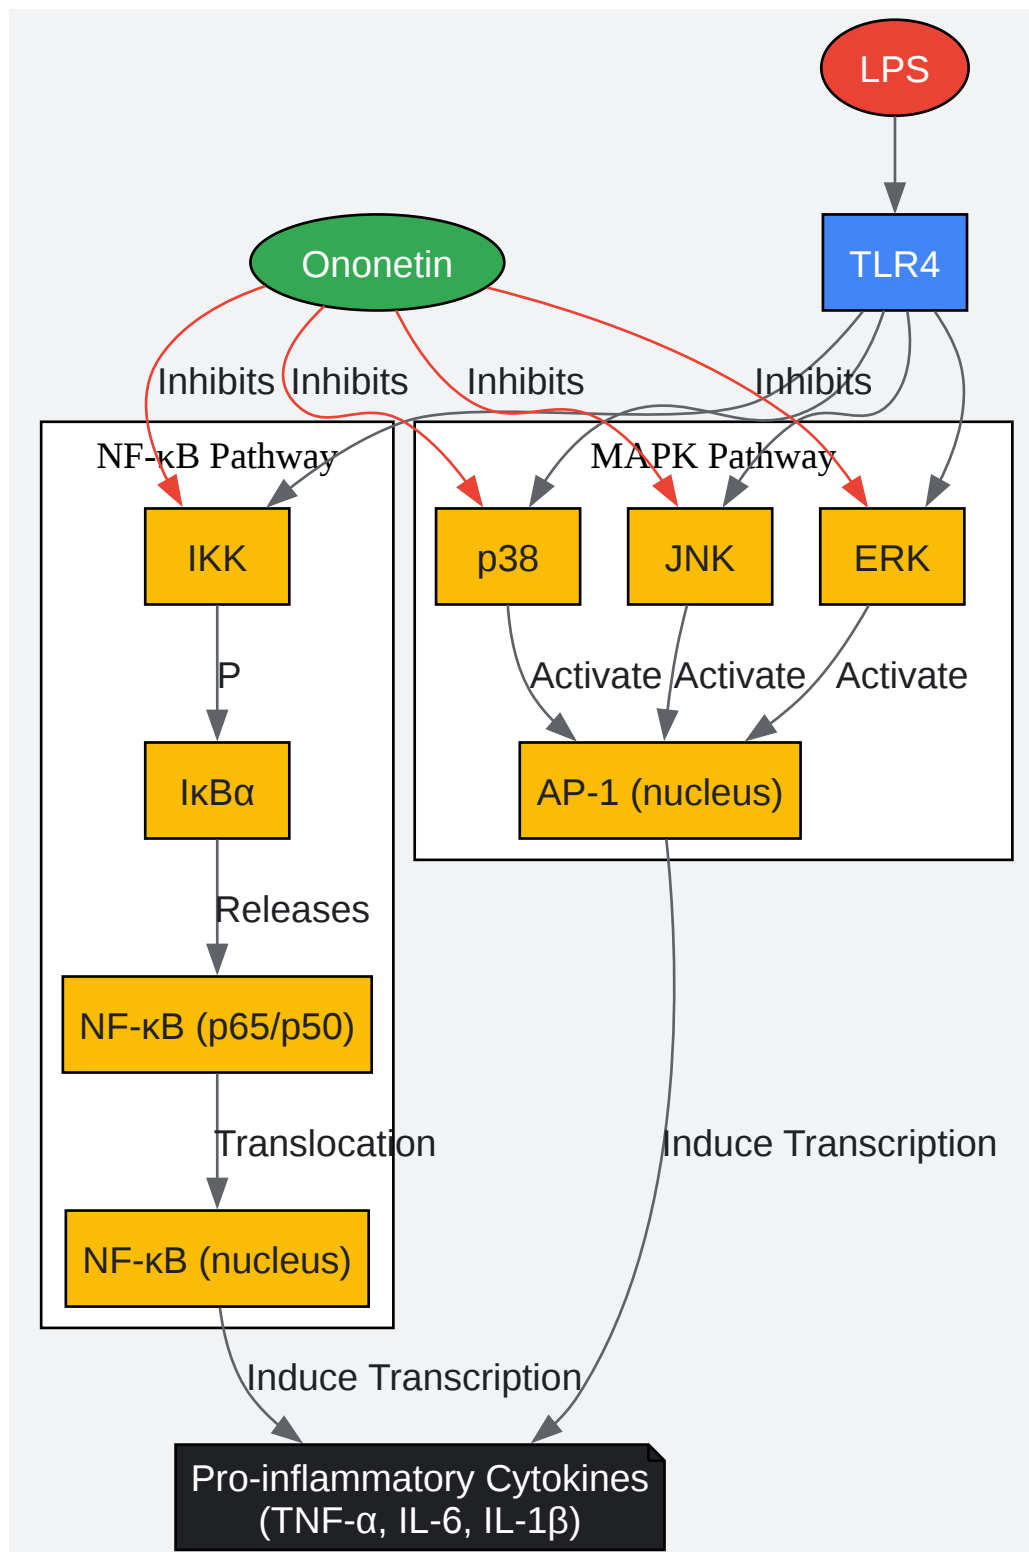 LPS
Ononetin
TLR4
Inhibits
Inhibits
Inhibits
Inhibits
NF-κB Pathway
MAPK Pathway
IKK
p38
JNK
ERK
P
Activate
Activate
Activate
IκBα
AP-1 (nucleus)
Releases
NF-κB (p65/p50)
Translocation
Induce Transcription
NF-κB (nucleus)
Induce Transcription
Pro-inflammatory Cytokines
(TNF-α, IL-6, IL-1β)